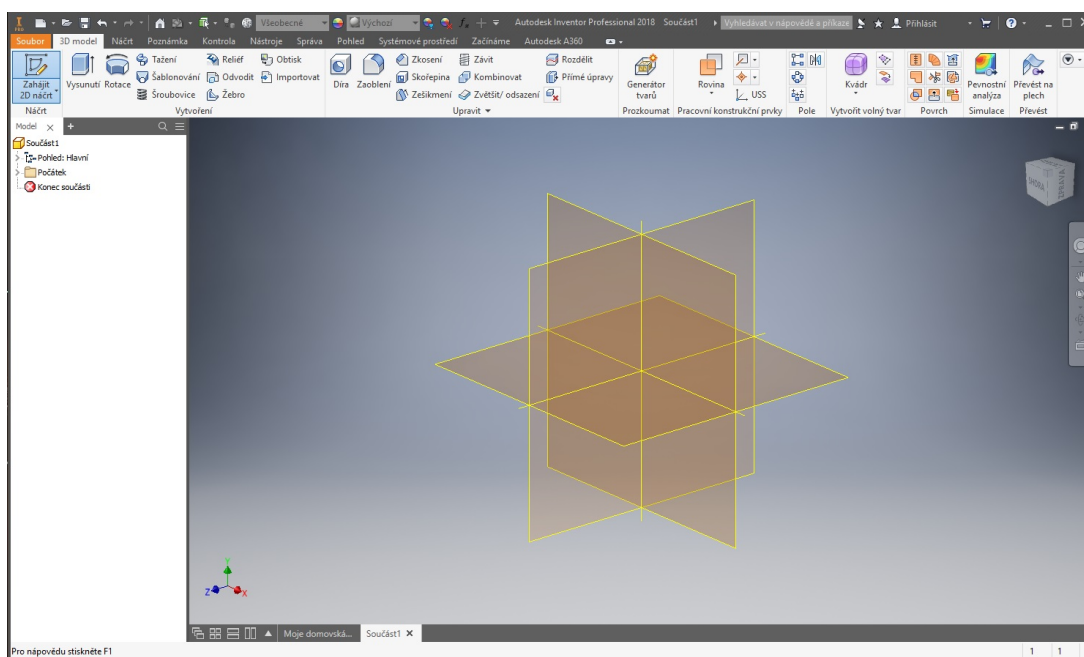 PRO Všeobecné Výchozí Autodesk Inventor Professional 2018 Součást1 Vyhledávat v nápovědě a příkaze Přihlásit
Soubor 3D model Náčrt Poznámka Kontrola Nástroje Správa Pohled Systémové prostředí Začínáme Autodesk A360
Zahájit 2D náčrt
Vysunutí Rotace
Tažení Reliéf Obtisk
Šablonování Odvodit Importovat
Šroubovice Žebro
Díra Zaoblení
Zkosení Závit Rozdělit
Skořepina Kombinovat Přímé úpravy
Zešikmení Zvětšit/ odsazení
Generátor tvarů
Rovina
USS
Kvádr
Pevnostní analýza
Převést na plech
Náčrt Vytvoření Upravit Prozkoumat Pracovní konstrukční prvky Pole Vytvořit volný tvar Povrch Simulace Převést
Model
Součást1
Pohled: Hlavní
Počátek
Konec součásti
ZPRAVA
Y
Z X
Moje domovská... Součást1
Pro nápovědu stiskněte F1 1 1